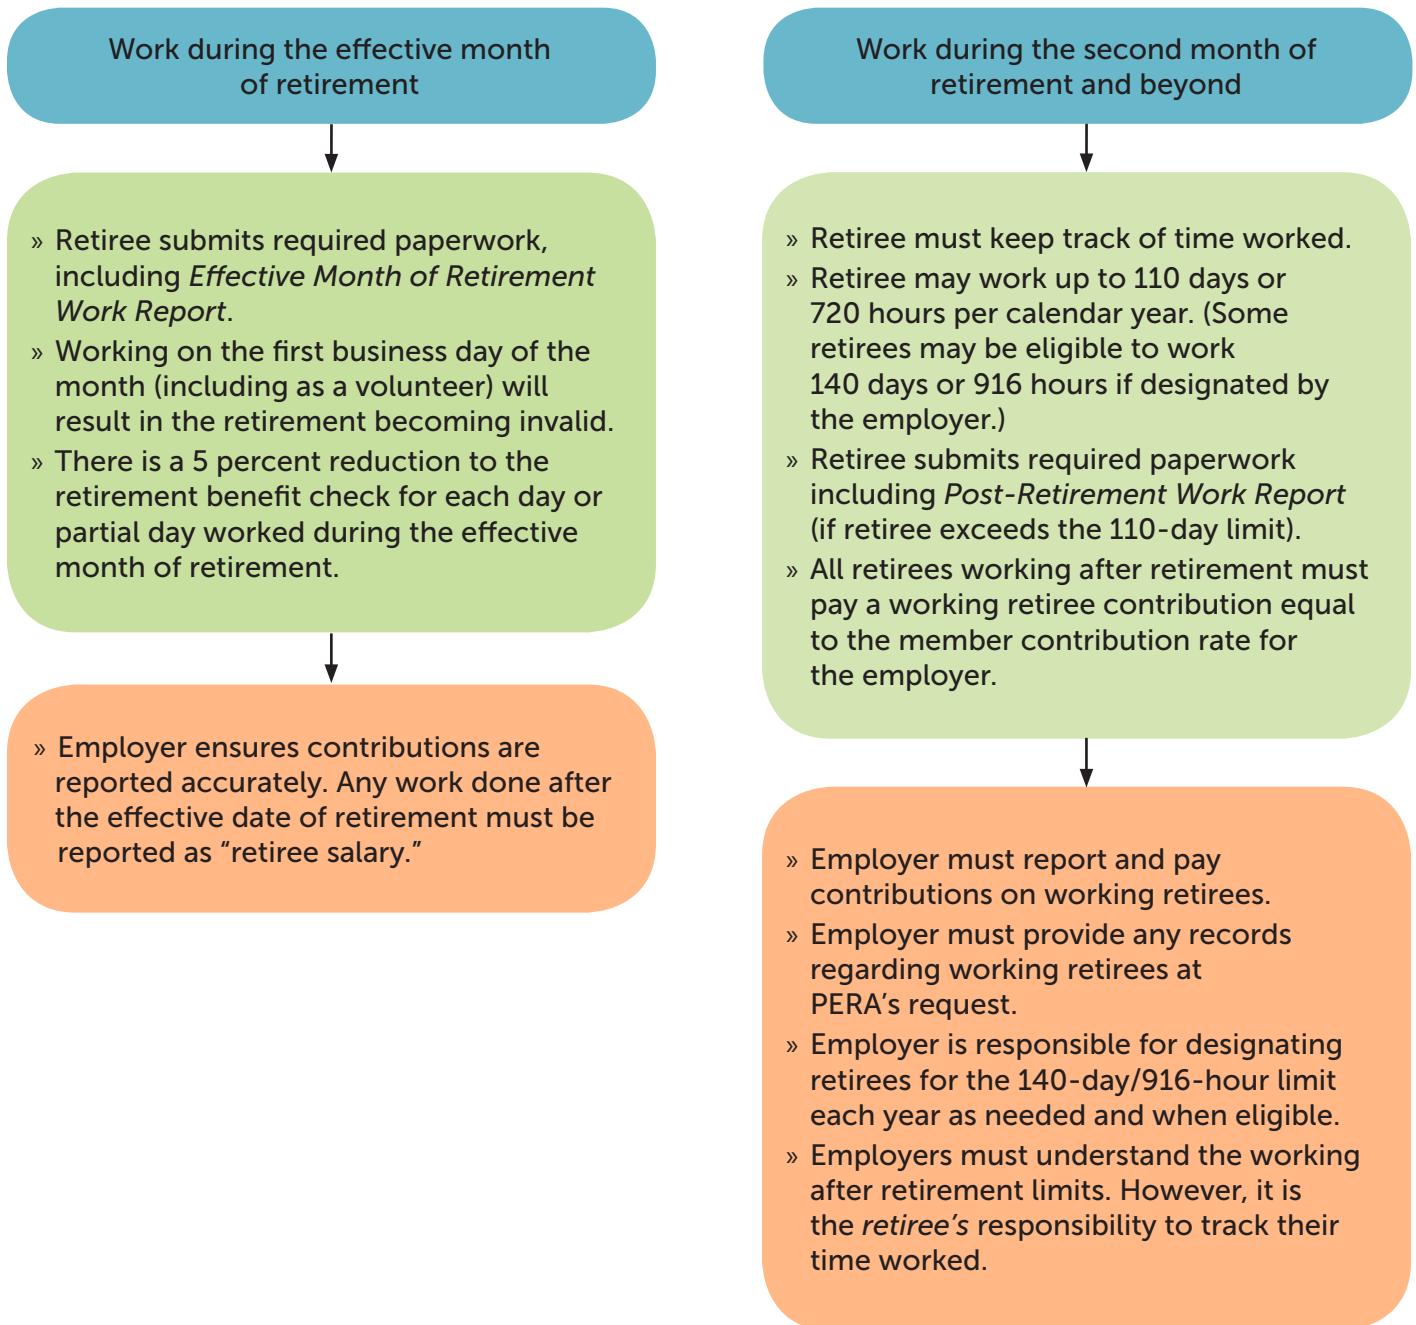 Work during the effective month
of retirement
» Retiree submits required paperwork,
including Effective Month of Retirement
Work Report.
» Working on the first business day of the
month (including as a volunteer) will
result in the retirement becoming invalid.
» There is a 5 percent reduction to the
retirement benefit check for each day or
partial day worked during the effective
month of retirement.
» Employer ensures contributions are
reported accurately. Any work done after
the effective date of retirement must be
reported as “retiree salary.”
Work during the second month of
retirement and beyond
» Retiree must keep track of time worked.
» Retiree may work up to 110 days or
720 hours per calendar year. (Some
retirees may be eligible to work
140 days or 916 hours if designated by
the employer.)
» Retiree submits required paperwork
including Post-Retirement Work Report
(if retiree exceeds the 110-day limit).
» All retirees working after retirement must
pay a working retiree contribution equal
to the member contribution rate for
the employer.
» Employer must report and pay
contributions on working retirees.
» Employer must provide any records
regarding working retirees at
PERA’s request.
» Employer is responsible for designating
retirees for the 140-day/916-hour limit
each year as needed and when eligible.
» Employers must understand the working
after retirement limits. However, it is
the retiree’s responsibility to track their
time worked.